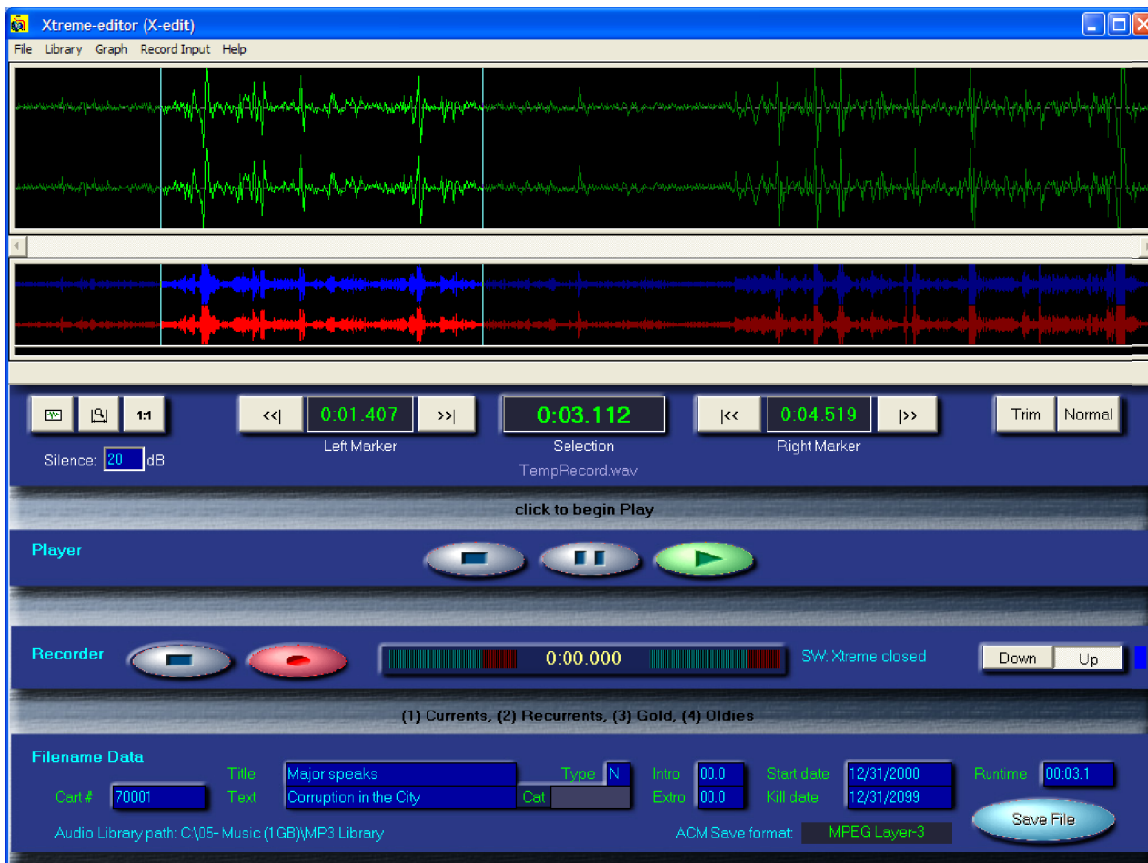 Xtreme-editor (X-edit)
File Library Graph Record Input Help
1:1 <<| 0:01.407 >>| 0:03.112 |<< 0:04.519 |>> Trim Normal
Left Marker Selection Right Marker
Silence: 20 dB
TempRecord.wav
click to begin Play
Player
Recorder 0:00.000 SW: Xtreme closed Down Up
(1) Currents, (2) Recurrents, (3) Gold, (4) Oldies
Filename Data
Title Major speaks Type N Intro 00.0 Start date 12/31/2000 Runtime 00:03.1
Cart # 70001 Text Corruption in the City Cat Extro 00.0 Kill date 12/31/2099
Audio Library path: C:\05- Music (1GB)\MP3 Library ACM Save format: MPEG Layer-3 Save File